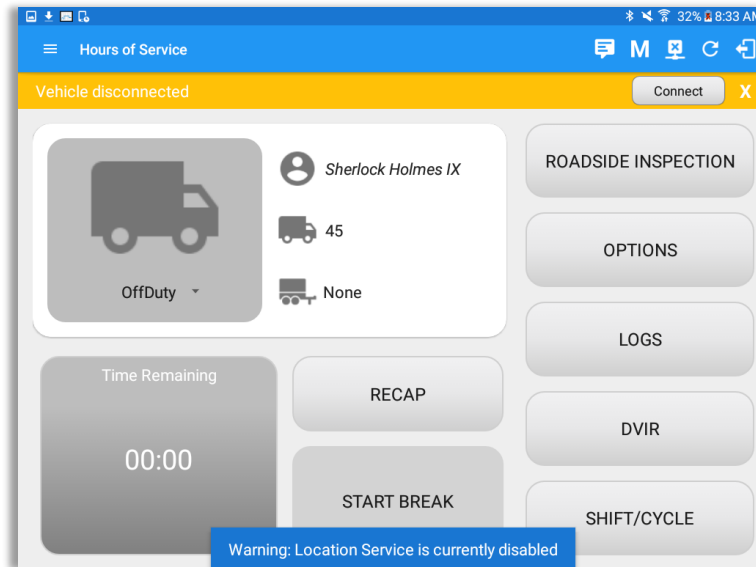 32% 8:33 AM
Hours of Service
M
Vehicle disconnected
Connect
X
Sherlock Holmes IX
45
None
OffDuty
ROADSIDE INSPECTION
OPTIONS
LOGS
DVIR
SHIFT/CYCLE
Time Remaining
00:00
RECAP
START BREAK
Warning: Location Service is currently disabled